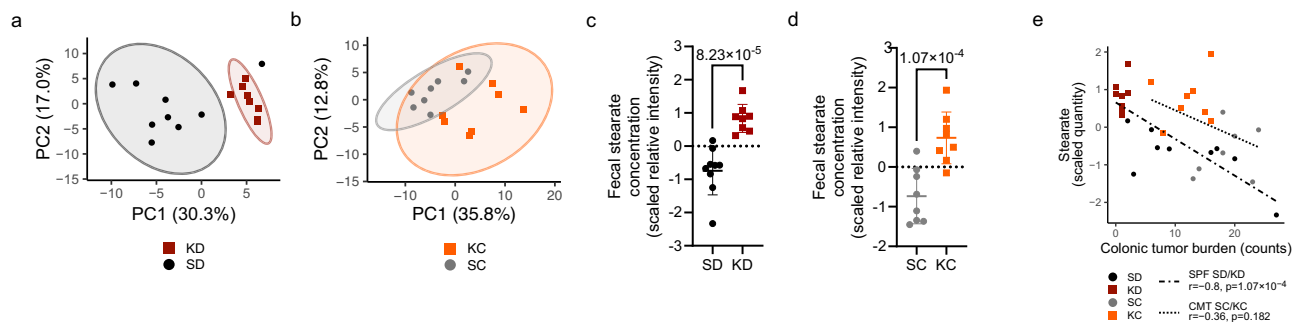 a
PC2 (17.0%)
10
5
0
−5
−10
−15
−10
−5
0
5
PC1 (30.3%)
KD
SD
b
PC2 (12.8%)
10
5
0
−5
−10
−15
−10
0
10
20
PC1 (35.8%)
KC
SC
c
Fecal stearate
concentration
(scaled relative intensity)
8.23×10-5
3
2
1
0
-1
-2
-3
SD KD
d
Fecal stearate
concentration
(scaled relative intensity)
1.07×10-4
3
2
1
0
-1
-2
SC KC
e
Stearate
(scaled quantity)
2
1
0
−1
−2
0
10
20
Colonic tumor burden (counts)
SD
KD
SC
KC
SPF SD/KD
r=−0.8, p=1.07×10-4
CMT SC/KC
r=−0.36, p=0.182